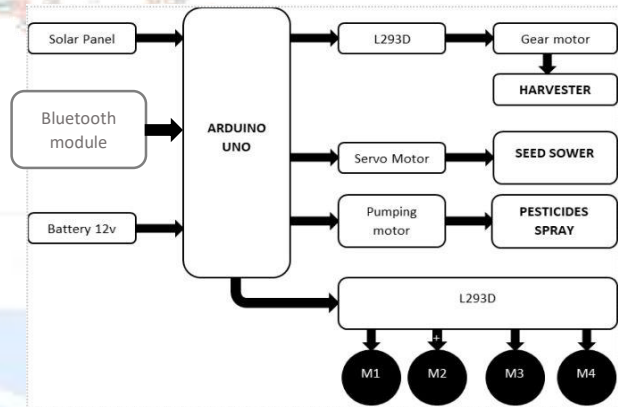 Solar Panel
L293D
Gear motor
HARVESTER
Bluetooth
module
ARDUINO
UNO
Servo Motor
SEED SOWER
Battery 12v
Pumping
motor
PESTICIDES
SPRAY
L293D
+
M1
M2
M3
M4